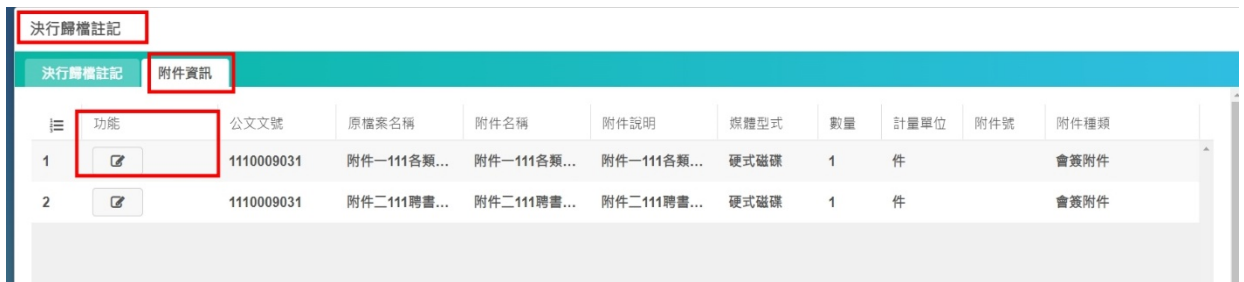 決行歸檔註記
決行歸檔註記 附件資訊
功能 公文文號 原檔案名稱 附件名稱 附件說明 媒體型式 數量 計量單位 附件號 附件種類
1 1110009031 附件一111各類... 附件一111各類... 附件一111各類... 硬式磁碟 1 件 會簽附件
2 1110009031 附件二111聘書... 附件二111聘書... 附件二111聘書... 硬式磁碟 1 件 會簽附件